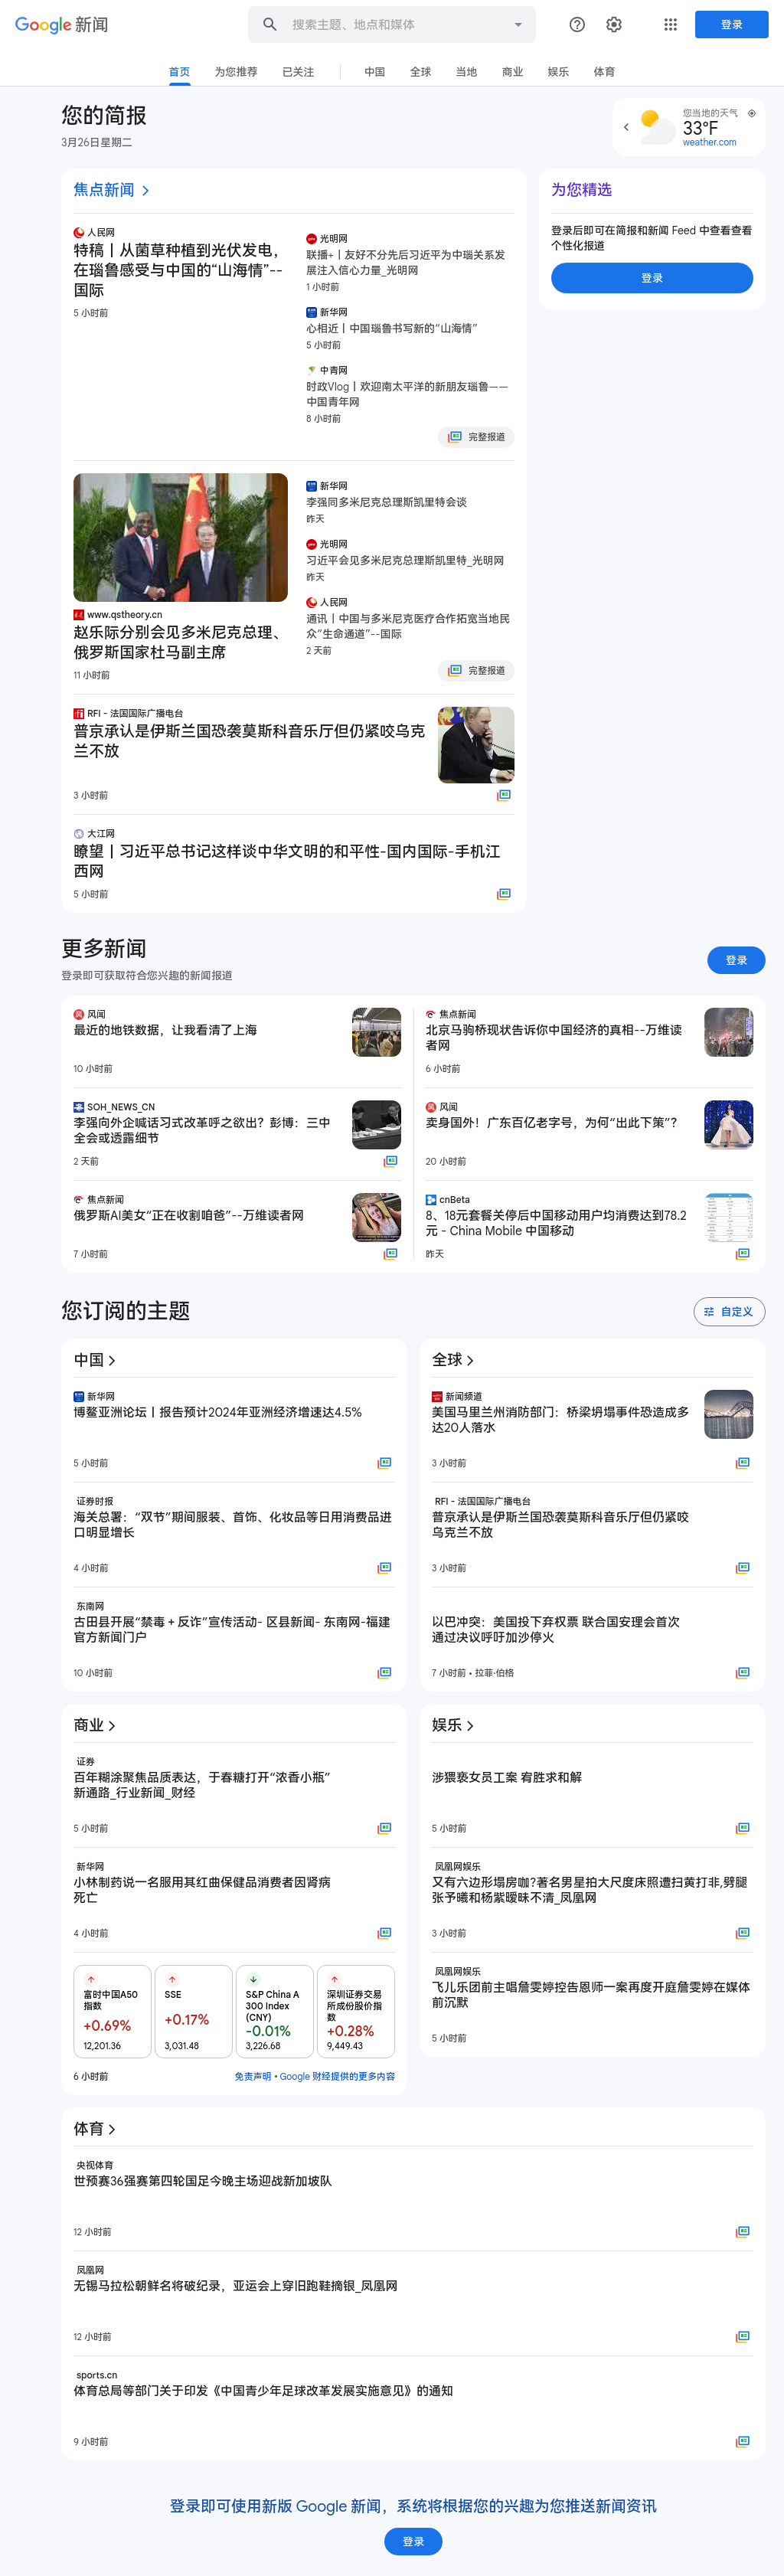 Google 新闻
搜索主题、地点和媒体
登录
首页
为您推荐
已关注
中国
全球
当地
商业
娱乐
体育
您的简报
3月26日星期二
您当地的天气
33°F
weather.com
焦点新闻
人民网
特稿丨从菌草种植到光伏发电，
在瑙鲁感受与中国的“山海情”--
国际
5 小时前
光明网
联播+丨友好不分先后习近平为中瑙关系发
展注入信心力量_光明网
1 小时前
新华网
心相近丨中国瑙鲁书写新的“山海情”
5 小时前
中青网
时政Vlog丨欢迎南太平洋的新朋友瑙鲁——
中国青年网
8 小时前
完整报道
为您精选
登录后即可在简报和新闻 Feed 中查看查看
个性化报道
登录
www.qstheory.cn
赵乐际分别会见多米尼克总理、
俄罗斯国家杜马副主席
11 小时前
新华网
李强同多米尼克总理斯凯里特会谈
昨天
光明网
习近平会见多米尼克总理斯凯里特_光明网
昨天
人民网
通讯丨中国与多米尼克医疗合作拓宽当地民
众“生命通道”--国际
2 天前
完整报道
RFI - 法国国际广播电台
普京承认是伊斯兰国恐袭莫斯科音乐厅但仍紧咬乌克
兰不放
3 小时前
大江网
瞭望丨习近平总书记这样谈中华文明的和平性-国内国际-手机江
西网
5 小时前
更多新闻
登录即可获取符合您兴趣的新闻报道
登录
风闻
最近的地铁数据，让我看清了上海
10 小时前
焦点新闻
北京马驹桥现状告诉你中国经济的真相--万维读
者网
6 小时前
SOH_NEWS_CN
李强向外企喊话习式改革呼之欲出？彭博：三中
全会或透露细节
2 天前
风闻
卖身国外！广东百亿老字号，为何“出此下策”？
20 小时前
焦点新闻
俄罗斯AI美女“正在收割咱爸”--万维读者网
7 小时前
cnBeta
8、18元套餐关停后中国移动用户均消费达到78.2
元 - China Mobile 中国移动
昨天
您订阅的主题
自定义
中国
新华网
博鳌亚洲论坛丨报告预计2024年亚洲经济增速达4.5%
5 小时前
证券时报
海关总署：“双节”期间服装、首饰、化妆品等日用消费品进
口明显增长
4 小时前
东南网
古田县开展“禁毒＋反诈”宣传活动- 区县新闻- 东南网-福建
官方新闻门户
10 小时前
全球
新闻频道
美国马里兰州消防部门：桥梁坍塌事件恐造成多
达20人落水
3 小时前
RFI - 法国国际广播电台
普京承认是伊斯兰国恐袭莫斯科音乐厅但仍紧咬
乌克兰不放
3 小时前
以巴冲突：美国投下弃权票 联合国安理会首次
通过决议呼吁加沙停火
7 小时前 • 拉菲·伯格
商业
证券
百年糊涂聚焦品质表达，于春糖打开“浓香小瓶”
新通路_行业新闻_财经
5 小时前
新华网
小林制药说一名服用其红曲保健品消费者因肾病
死亡
4 小时前
富时中国A50
指数
+0.69%
12,201.36
SSE
+0.17%
3,031.48
S&P China A
300 Index
(CNY)
-0.01%
3,226.68
深圳证券交易
所成份股价指
数
+0.28%
9,449.43
6 小时前
免责声明 • Google 财经提供的更多内容
娱乐
涉猥亵女员工案 宥胜求和解
5 小时前
凤凰网娱乐
又有六边形塌房咖?著名男星拍大尺度床照遭扫黄打非,劈腿
张予曦和杨紫暧昧不清_凤凰网
3 小时前
凤凰网娱乐
飞儿乐团前主唱詹雯婷控告恩师一案再度开庭詹雯婷在媒体
前沉默
5 小时前
体育
央视体育
世预赛36强赛第四轮国足今晚主场迎战新加坡队
12 小时前
凤凰网
无锡马拉松朝鲜名将破纪录，亚运会上穿旧跑鞋摘银_凤凰网
12 小时前
sports.cn
体育总局等部门关于印发《中国青少年足球改革发展实施意见》的通知
9 小时前
登录即可使用新版 Google 新闻，系统将根据您的兴趣为您推送新闻资讯
登录